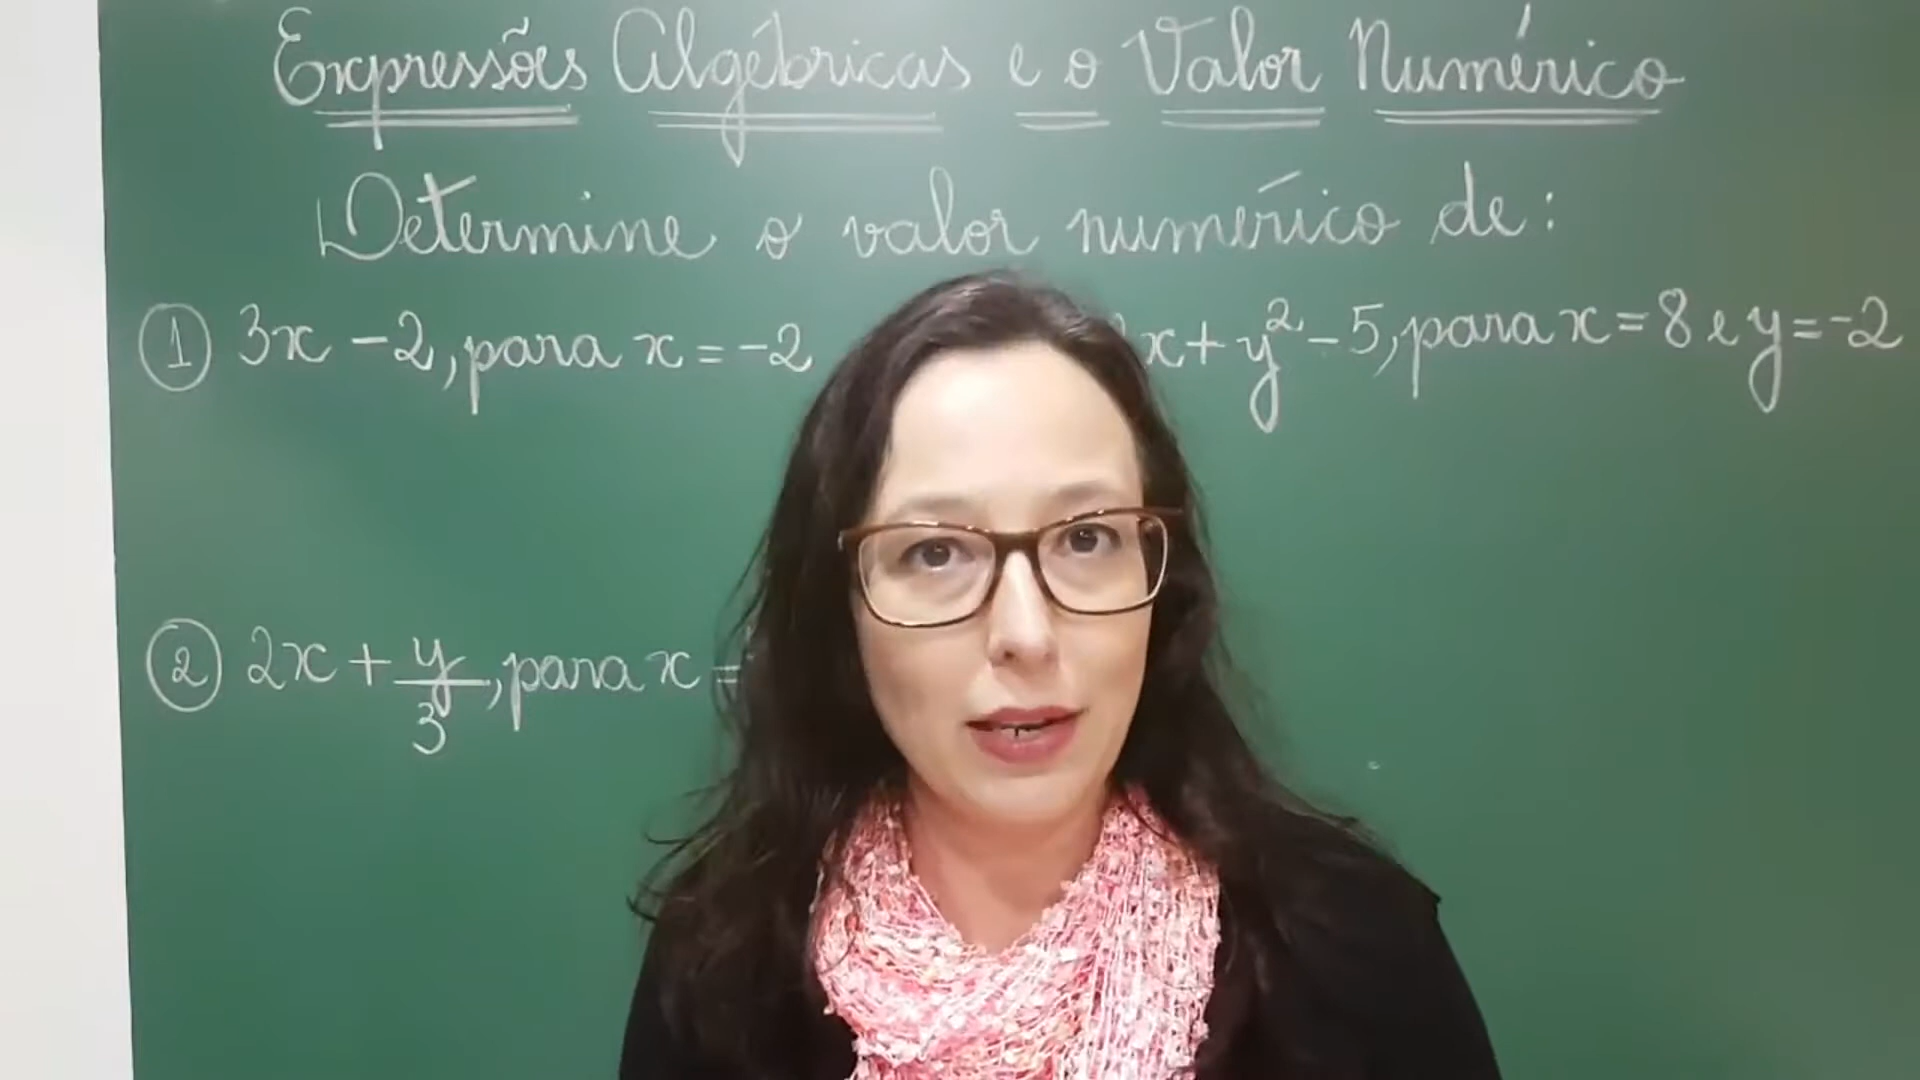 Expressões Algébricas e o Valor Numérico
Determine o valor numérico de:
1 3x - 2, para x = -2
x + y² - 5, para x = 8 e y = -2
2 2x + y/3, para x =